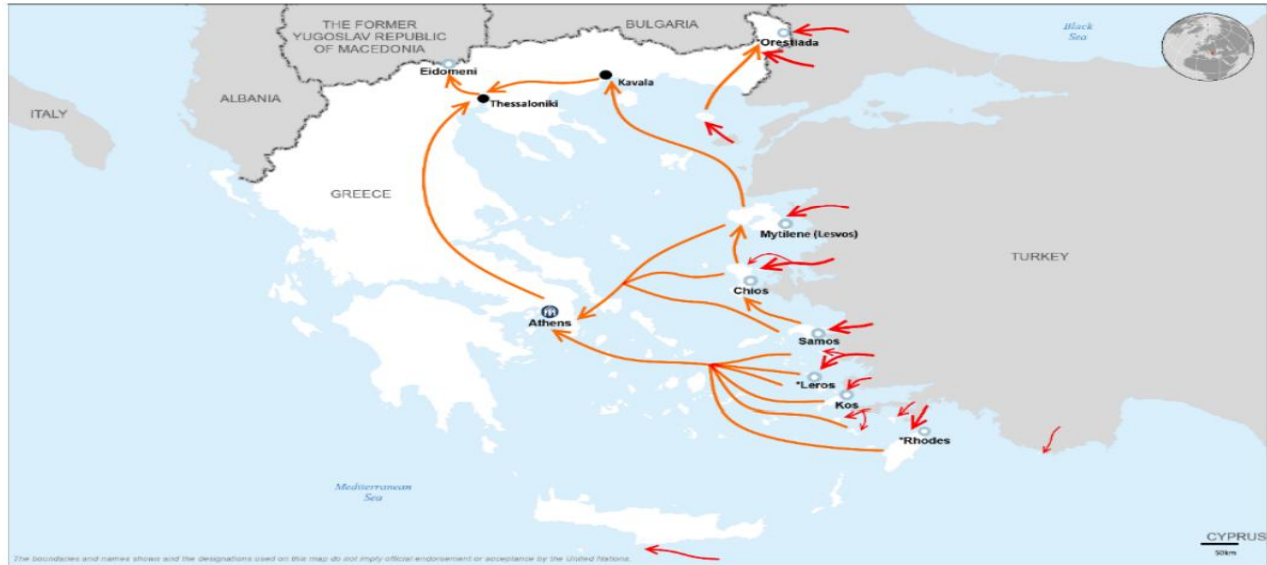 BULGARIA
THE FORMER
YUGOSLAV REPUBLIC
OF MACEDONIA
Black
Sea
*Orestiada
Eidomeni
Kavala
ALBANIA
Thessaloniki
ITALY
GREECE
Mytilene (Lesvos)
TURKEY
Chios
Athens
Samos
*Leros
Kos
*Rhodes
Mediterranean
Sea
CYPRUS
50km
The boundaries and names shown and the designations used on this map do not imply official endorsement or acceptance by the United Nations.